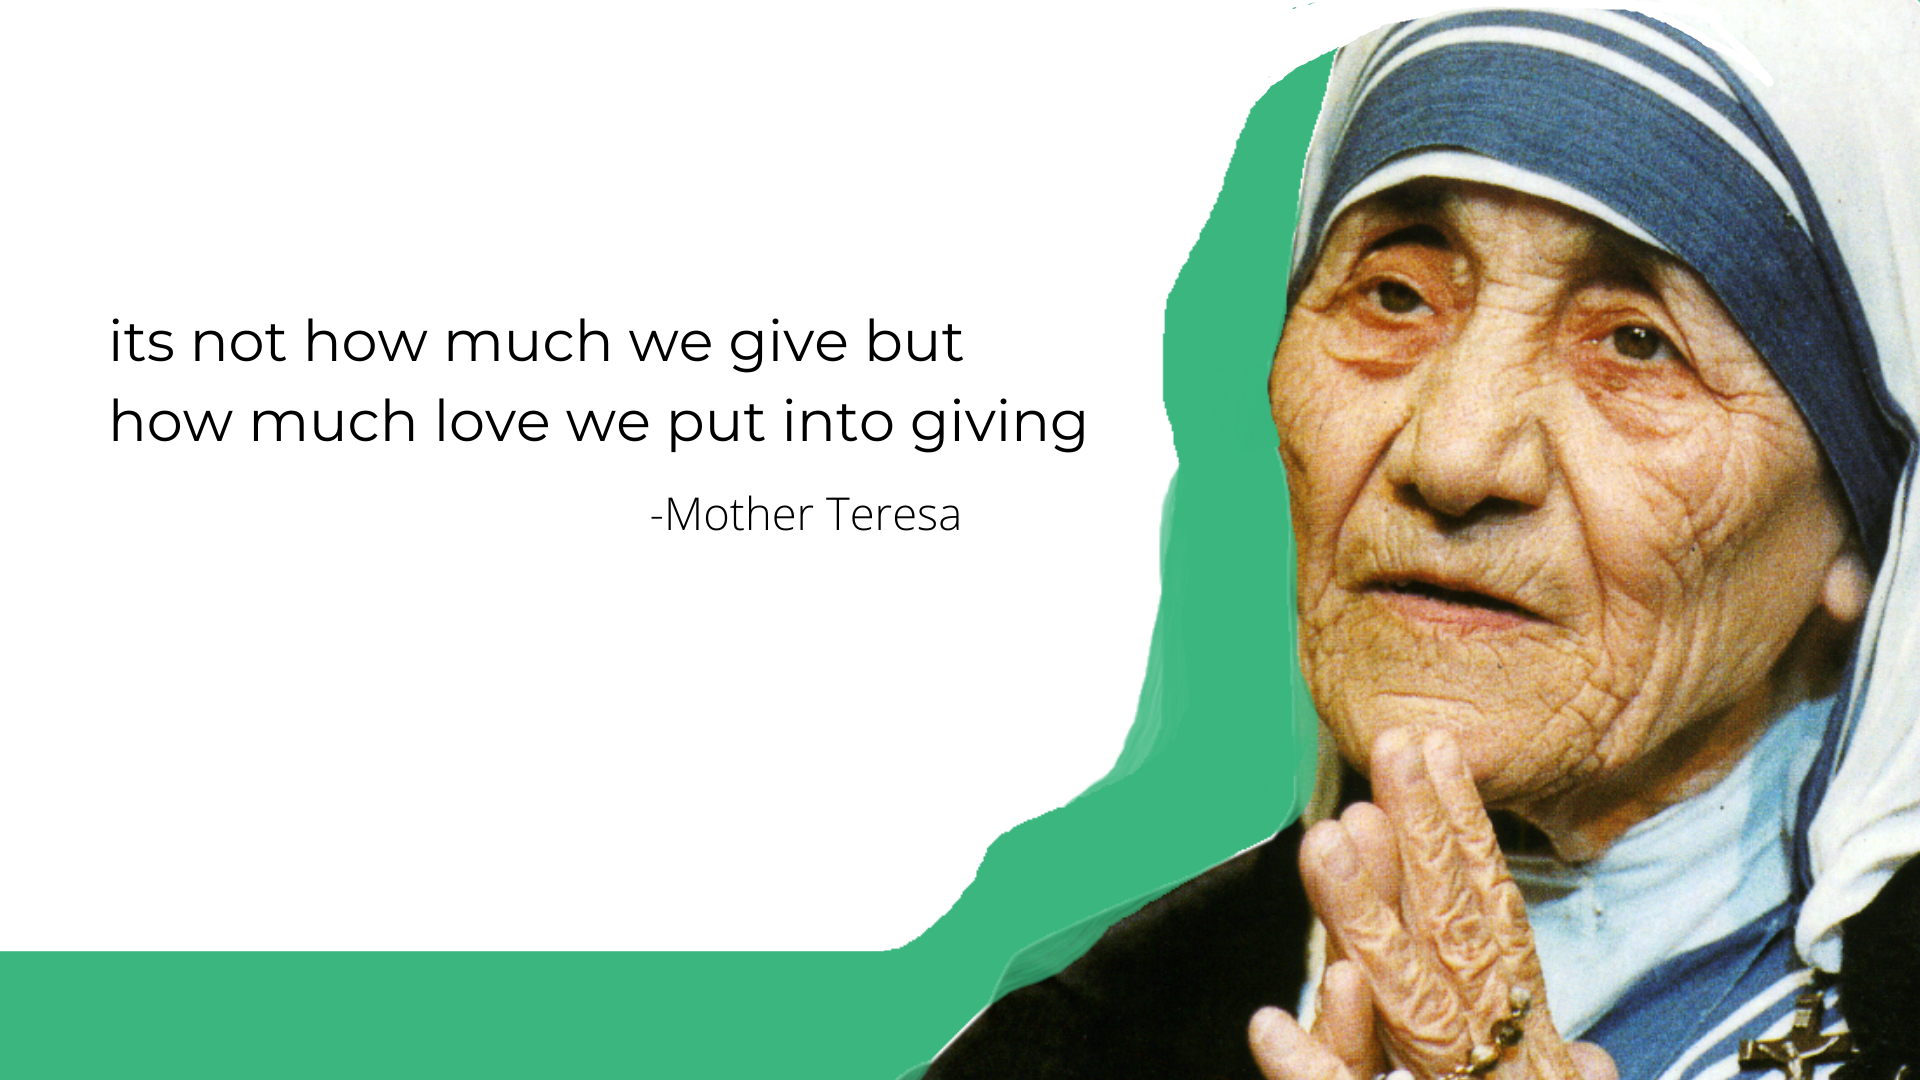 its not how much we give but
how much love we put into giving
-Mother Teresa